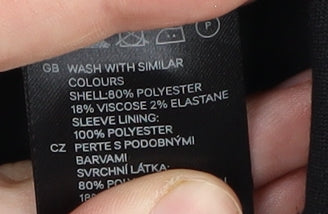 P
GB WASH WITH SIMILAR
COLOURS
SHELL:80% POLYESTER
18% VISCOSE 2% ELASTANE
SLEEVE LINING:
100% POLYESTER
CZ PERTE S PODOBNÝMI
BARVAMI
SVRCHNÍ LÁTKA:
80%